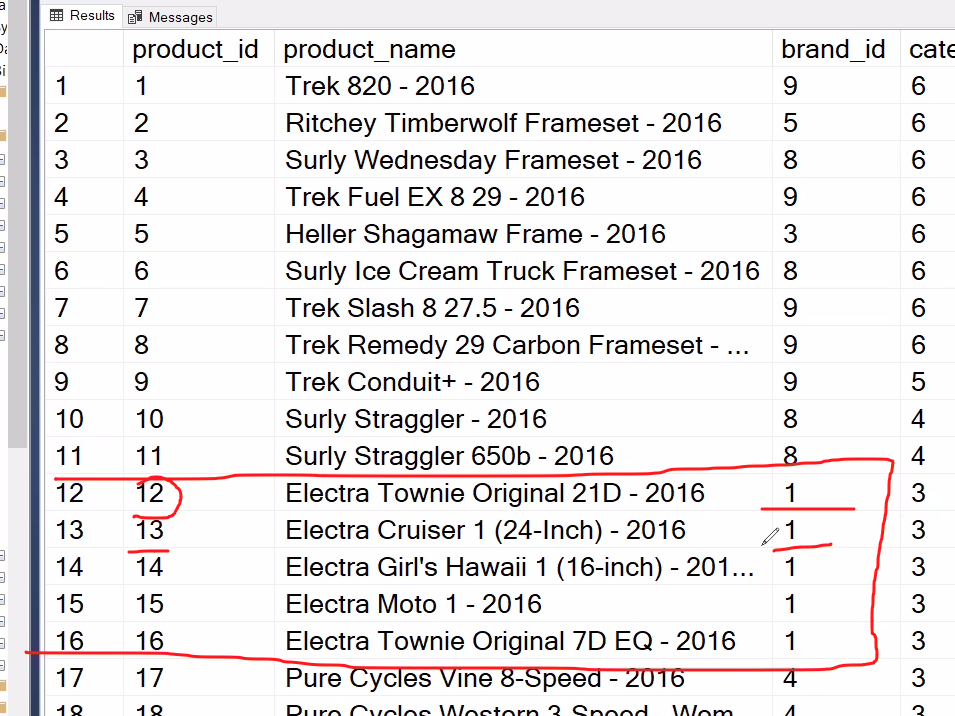 Results Messages
product_id product_name brand_id cate
1 1 Trek 820 - 2016 9 6
2 2 Ritchey Timberwolf Frameset - 2016 5 6
3 3 Surly Wednesday Frameset - 2016 8 6
4 4 Trek Fuel EX 8 29 - 2016 9 6
5 5 Heller Shagamaw Frame - 2016 3 6
6 6 Surly Ice Cream Truck Frameset - 2016 8 6
7 7 Trek Slash 8 27.5 - 2016 9 6
8 8 Trek Remedy 29 Carbon Frameset - ... 9 6
9 9 Trek Conduit+ - 2016 9 5
10 10 Surly Straggler - 2016 8 4
11 11 Surly Straggler 650b - 2016 8 4
12 12 Electra Townie Original 21D - 2016 1 3
13 13 Electra Cruiser 1 (24-Inch) - 2016 1 3
14 14 Electra Girl's Hawaii 1 (16-inch) - 201... 1 3
15 15 Electra Moto 1 - 2016 1 3
16 16 Electra Townie Original 7D EQ - 2016 1 3
17 17 Pure Cycles Vine 8-Speed - 2016 4 3
18 18 Pure Cycles Western 3-Speed - Wom 4 3